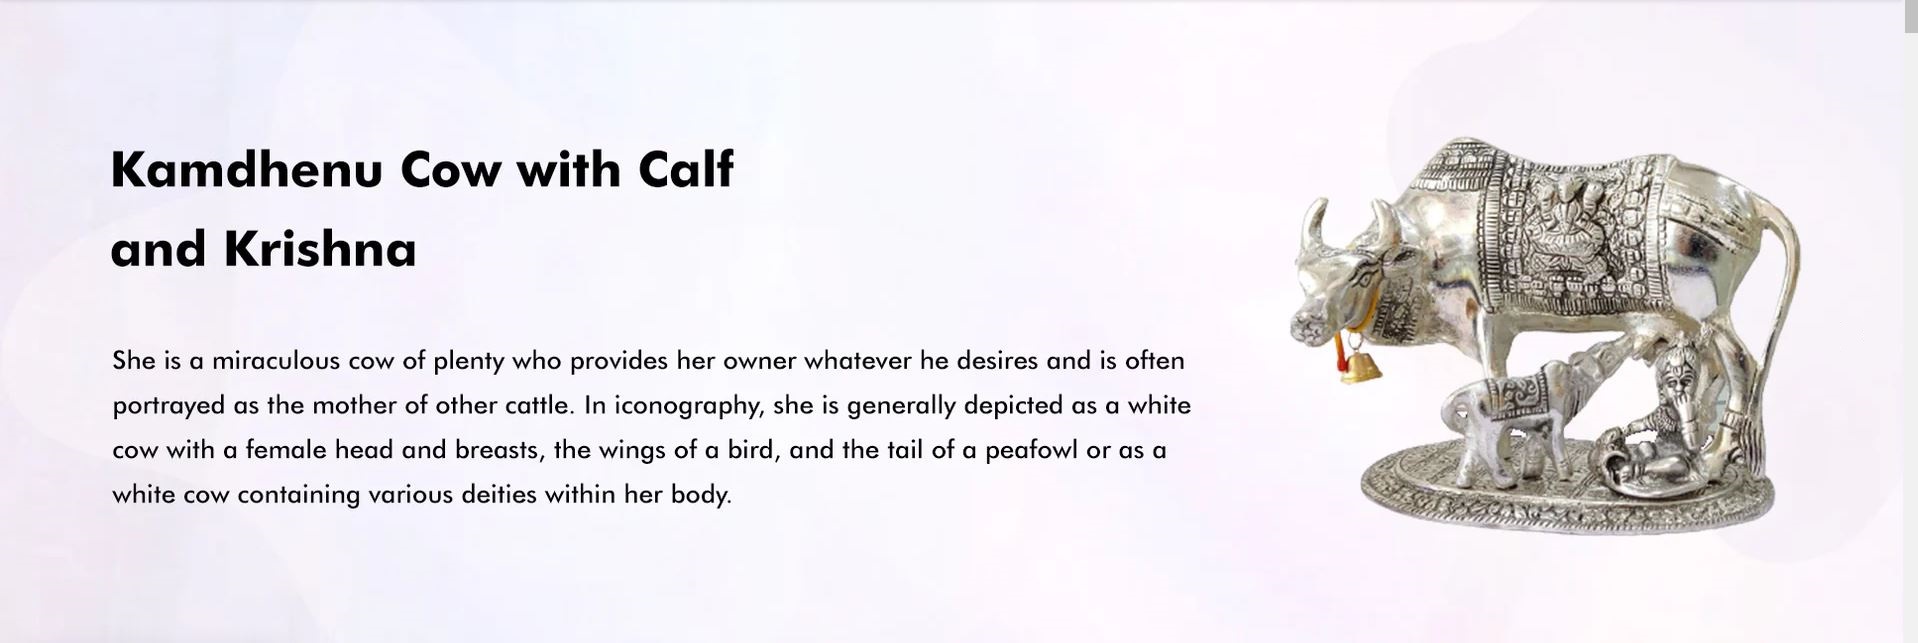 Kamdhenu Cow with Calf
and Krishna
She is a miraculous cow of plenty who provides her owner whatever he desires and is often
portrayed as the mother of other cattle. In iconography, she is generally depicted as a white
cow with a female head and breasts, the wings of a bird, and the tail of a peafowl or as a
white cow containing various deities within her body.